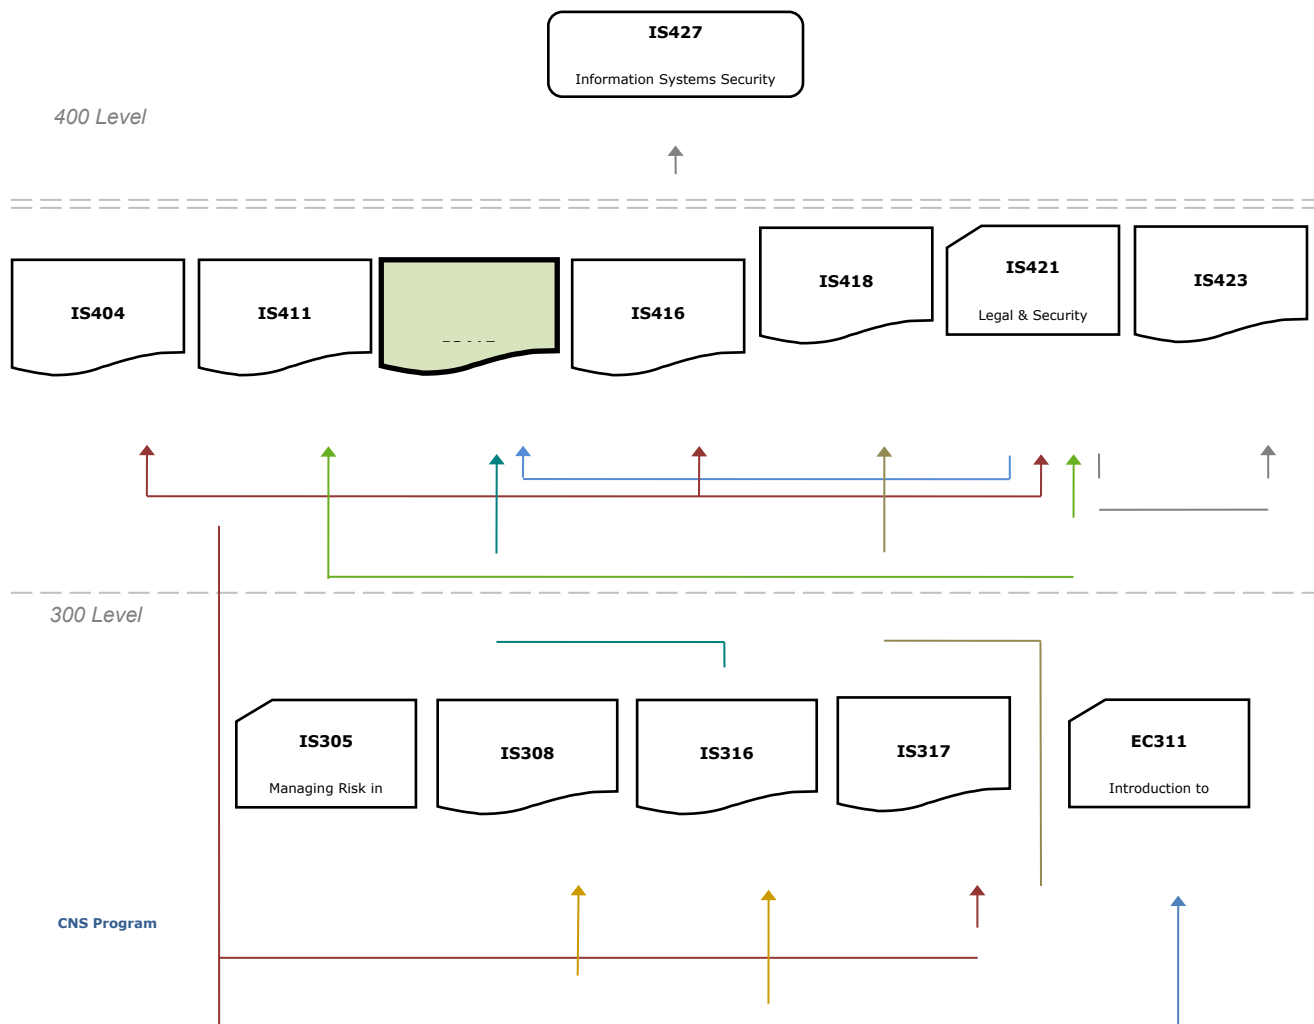 IS427
Information Systems Security
400 Level
IS404
IS411
IS416
IS418
IS421
Legal & Security
IS423
300 Level
IS305
Managing Risk in
IS308
IS316
IS317
EC311
Introduction to
CNS Program